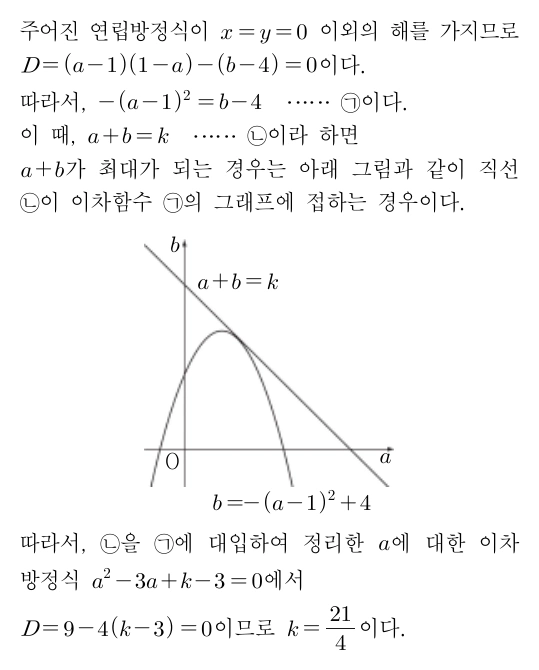 주어진 연립방정식이 x=y=0 이외의 해를 가지므로
D=(a−1)(1−a)−(b−4)=0이다.
따라서, −(a−1)²=b−4 ⋯⋯ ㉠이다.
이 때, a+b=k ⋯⋯ ㉡이라 하면
a+b가 최대가 되는 경우는 아래 그림과 같이 직선
㉡이 이차함수 ㉠의 그래프에 접하는 경우이다.
b
a+b=k
O
a
b=−(a−1)²+4
따라서, ㉡을 ㉠에 대입하여 정리한 a에 대한 이차
방정식 a²−3a+k−3=0에서
D=9−4(k−3)=0이므로 k=21/4이다.